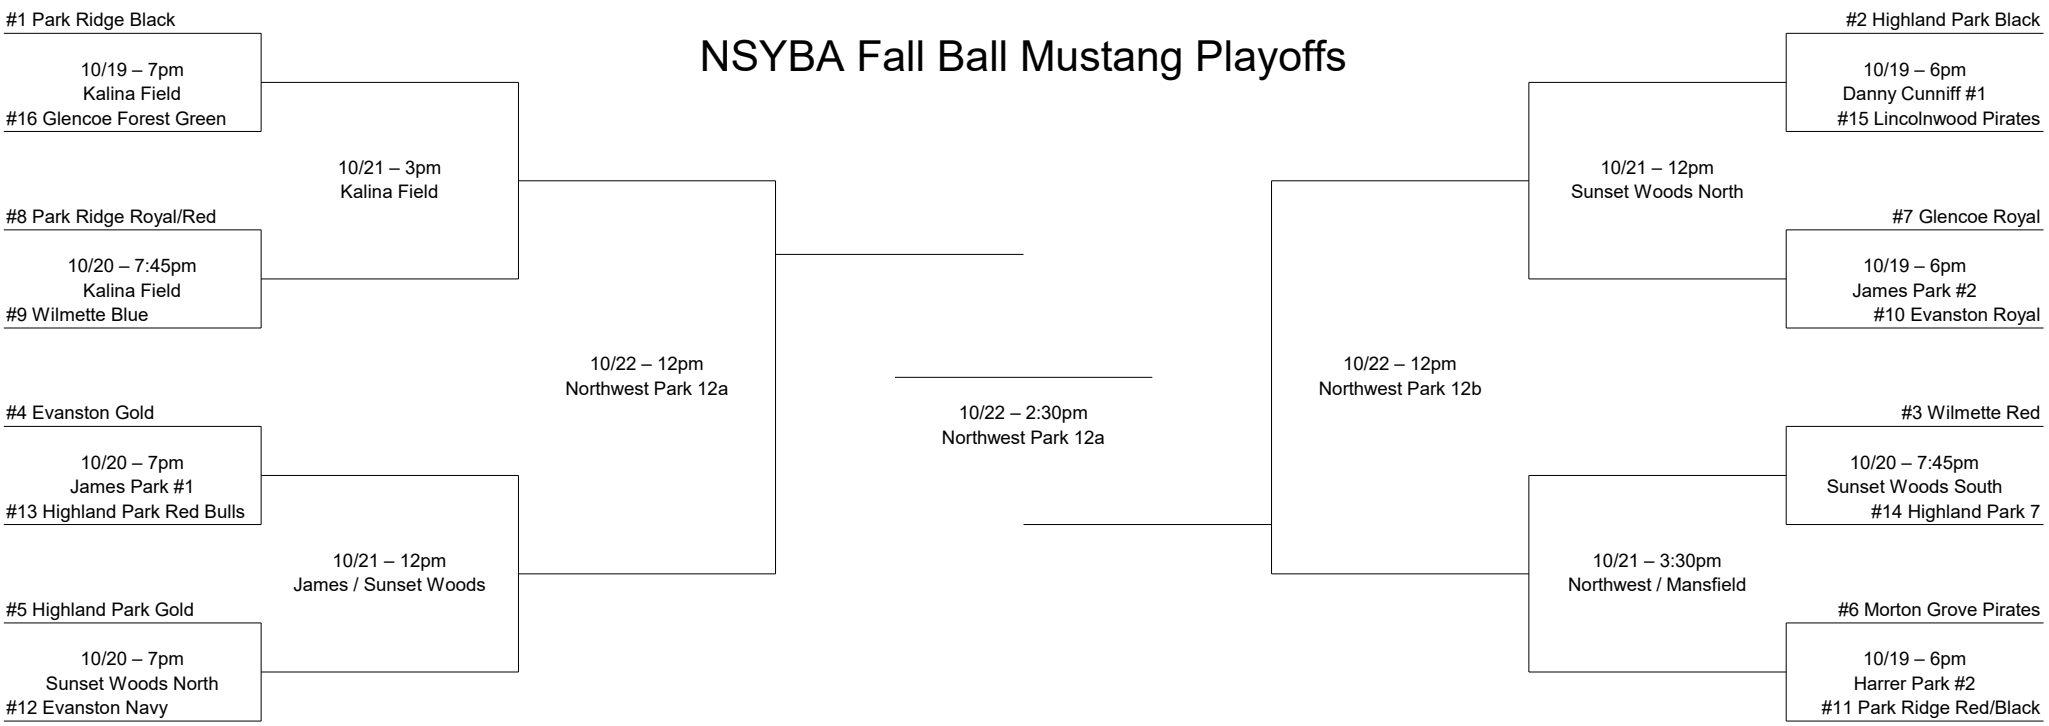 NSYBA Fall Ball Mustang Playoffs
#1 Park Ridge Black
10/19 – 7pm
Kalina Field
#16 Glencoe Forest Green
10/21 – 3pm
Kalina Field
#8 Park Ridge Royal/Red
10/20 – 7:45pm
Kalina Field
#9 Wilmette Blue
10/22 – 12pm
Northwest Park 12a
#4 Evanston Gold
10/20 – 7pm
James Park #1
#13 Highland Park Red Bulls
10/21 – 12pm
James / Sunset Woods
#5 Highland Park Gold
10/20 – 7pm
Sunset Woods North
#12 Evanston Navy
10/22 – 2:30pm
Northwest Park 12a
#2 Highland Park Black
10/19 – 6pm
Danny Cunniff #1
#15 Lincolnwood Pirates
10/21 – 12pm
Sunset Woods North
#7 Glencoe Royal
10/19 – 6pm
James Park #2
#10 Evanston Royal
10/22 – 12pm
Northwest Park 12b
#3 Wilmette Red
10/20 – 7:45pm
Sunset Woods South
#14 Highland Park 7
10/21 – 3:30pm
Northwest / Mansfield
#6 Morton Grove Pirates
10/19 – 6pm
Harrer Park #2
#11 Park Ridge Red/Black